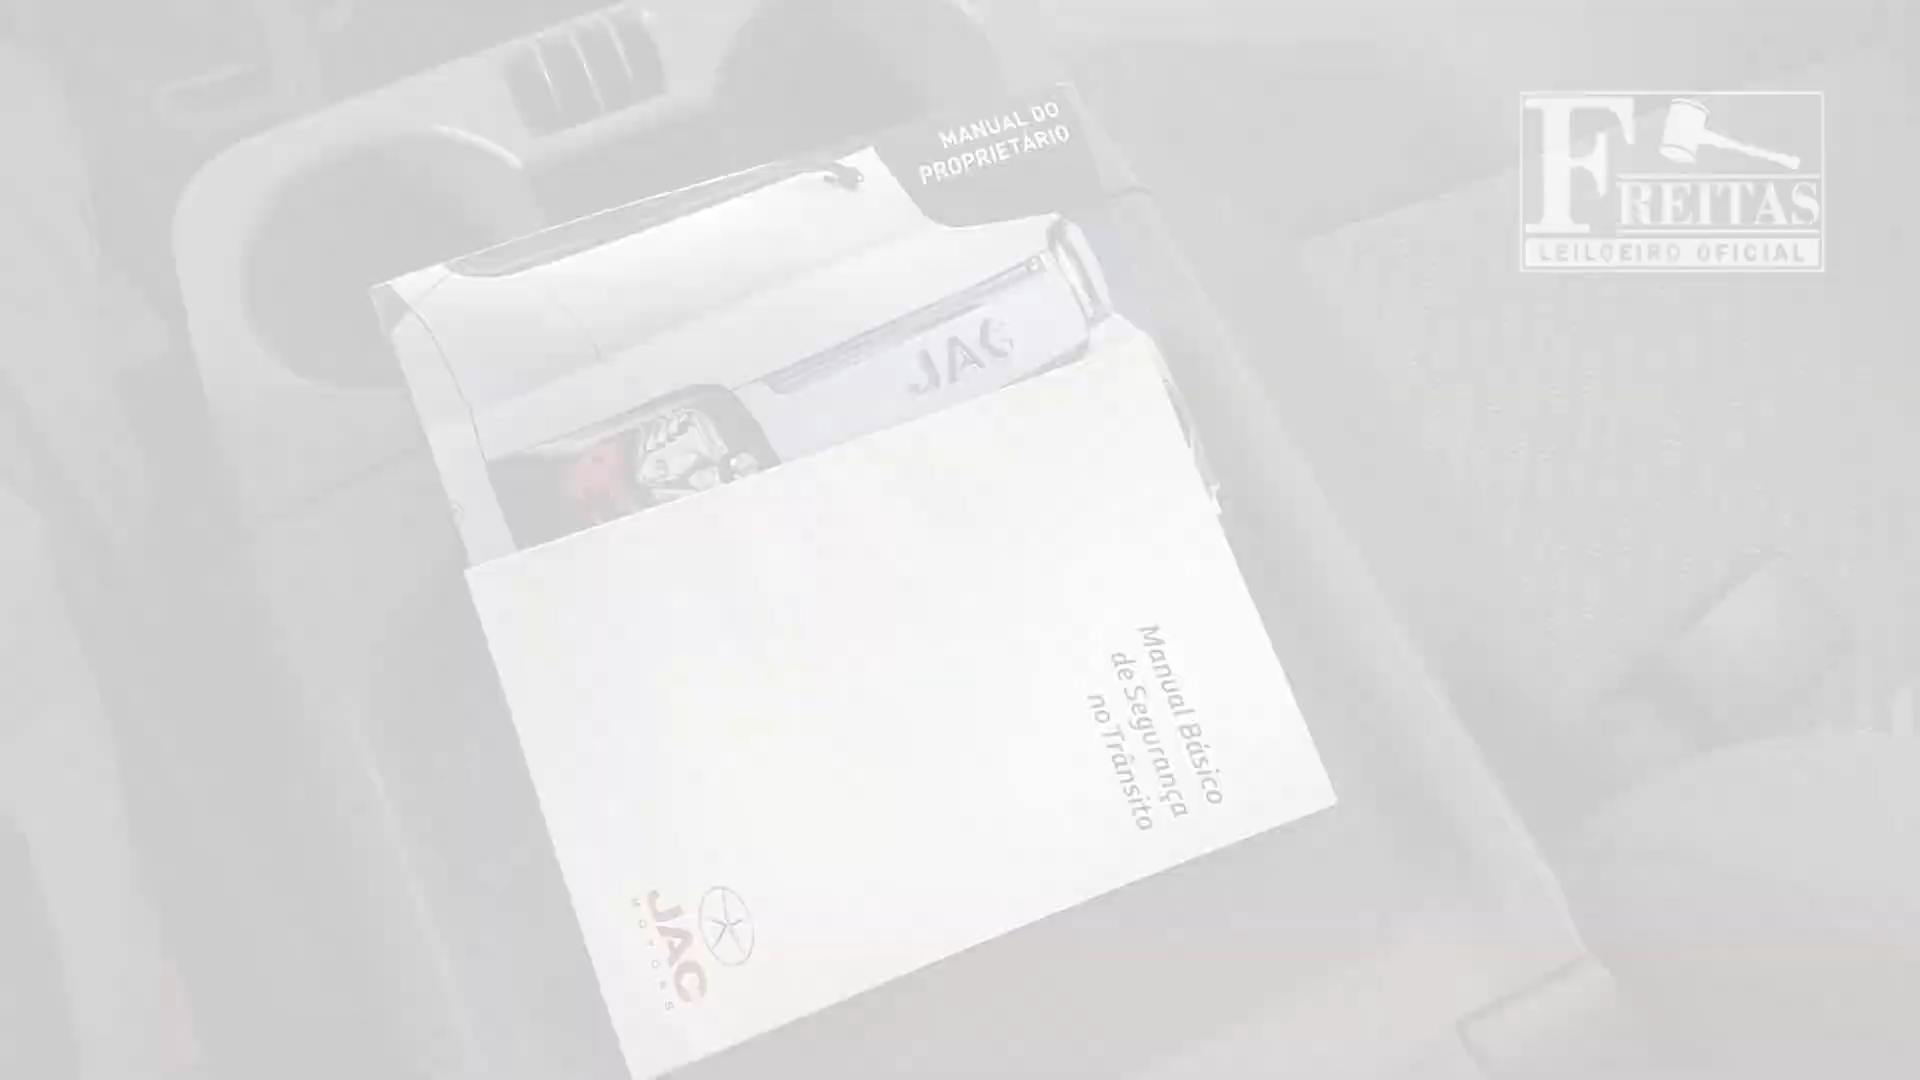 MANUAL DO
PROPRIETÁRIO
FREITAS
LEILOEIRO OFICIAL
JAC
Manual Básico
de Segurança
no Trânsito
JAC
MOTORS